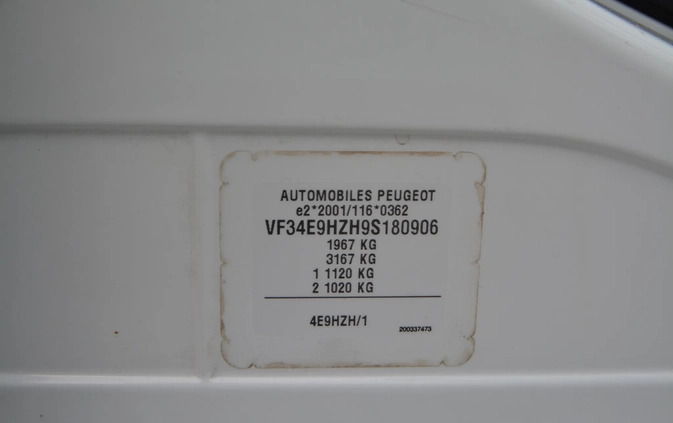 AUTOMOBILES PEUGEOT
e2*2001/116*0362
VF34E9HZH9S180906
1967 KG
3167 KG
1 1120 KG
2 1020 KG
4E9HZH/1
200337473